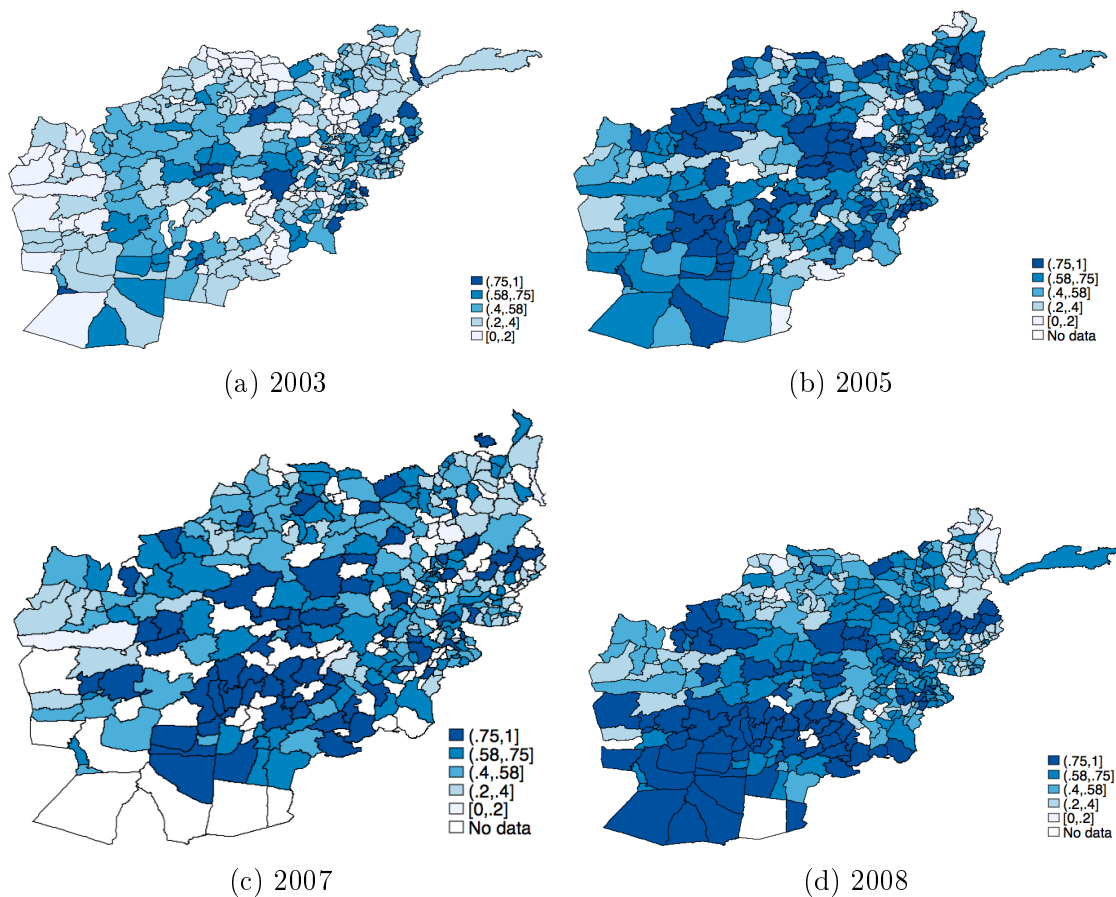 (.75,1]
(.58,.75]
(.4,.58]
(.2,.4]
[0,.2]
(a) 2003
(.75,1]
(.58,.75]
(.4,.58]
(.2,.4]
[0,.2]
No data
(b) 2005
(.75,1]
(.58,.75]
(.4,.58]
(.2,.4]
[0,.2]
No data
(c) 2007
(.75,1]
(.58,.75]
(.4,.58]
(.2,.4]
[0,.2]
No data
(d) 2008